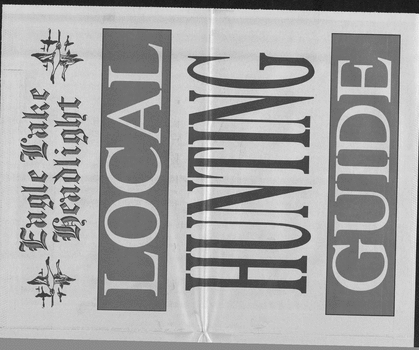 Eagle Lake
Headlight
LOCAL
HUNTING
GUIDE